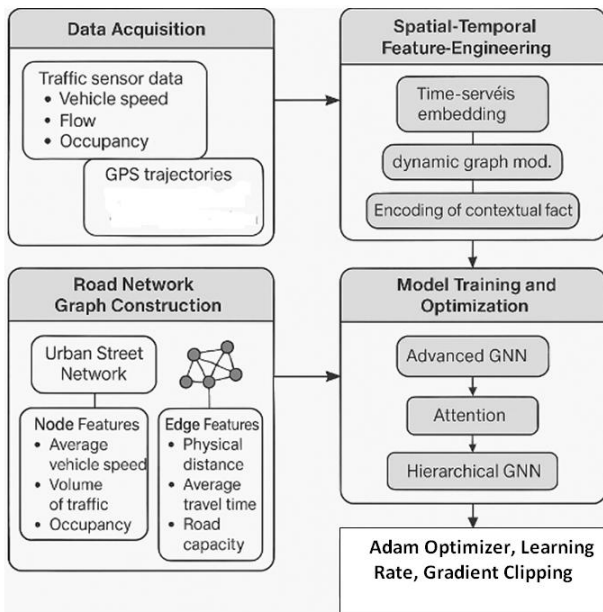 Data Acquisition
Traffic sensor data
• Vehicle speed
• Flow
• Occupancy
GPS trajectories
Spatial-Temporal
Feature-Engineering
Time-servéis
embedding
dynamic graph mod.
Encoding of contextual fact
Road Network
Graph Construction
Urban Street
Network
Node Features
• Average
vehicle speed
• Volume
of traffic
• Occupancy
Edge Features
• Physical
distance
• Average
travel time
• Road
capacity
Model Training and
Optimization
Advanced GNN
Attention
Hierarchical GNN
Adam Optimizer, Learning
Rate, Gradient Clipping